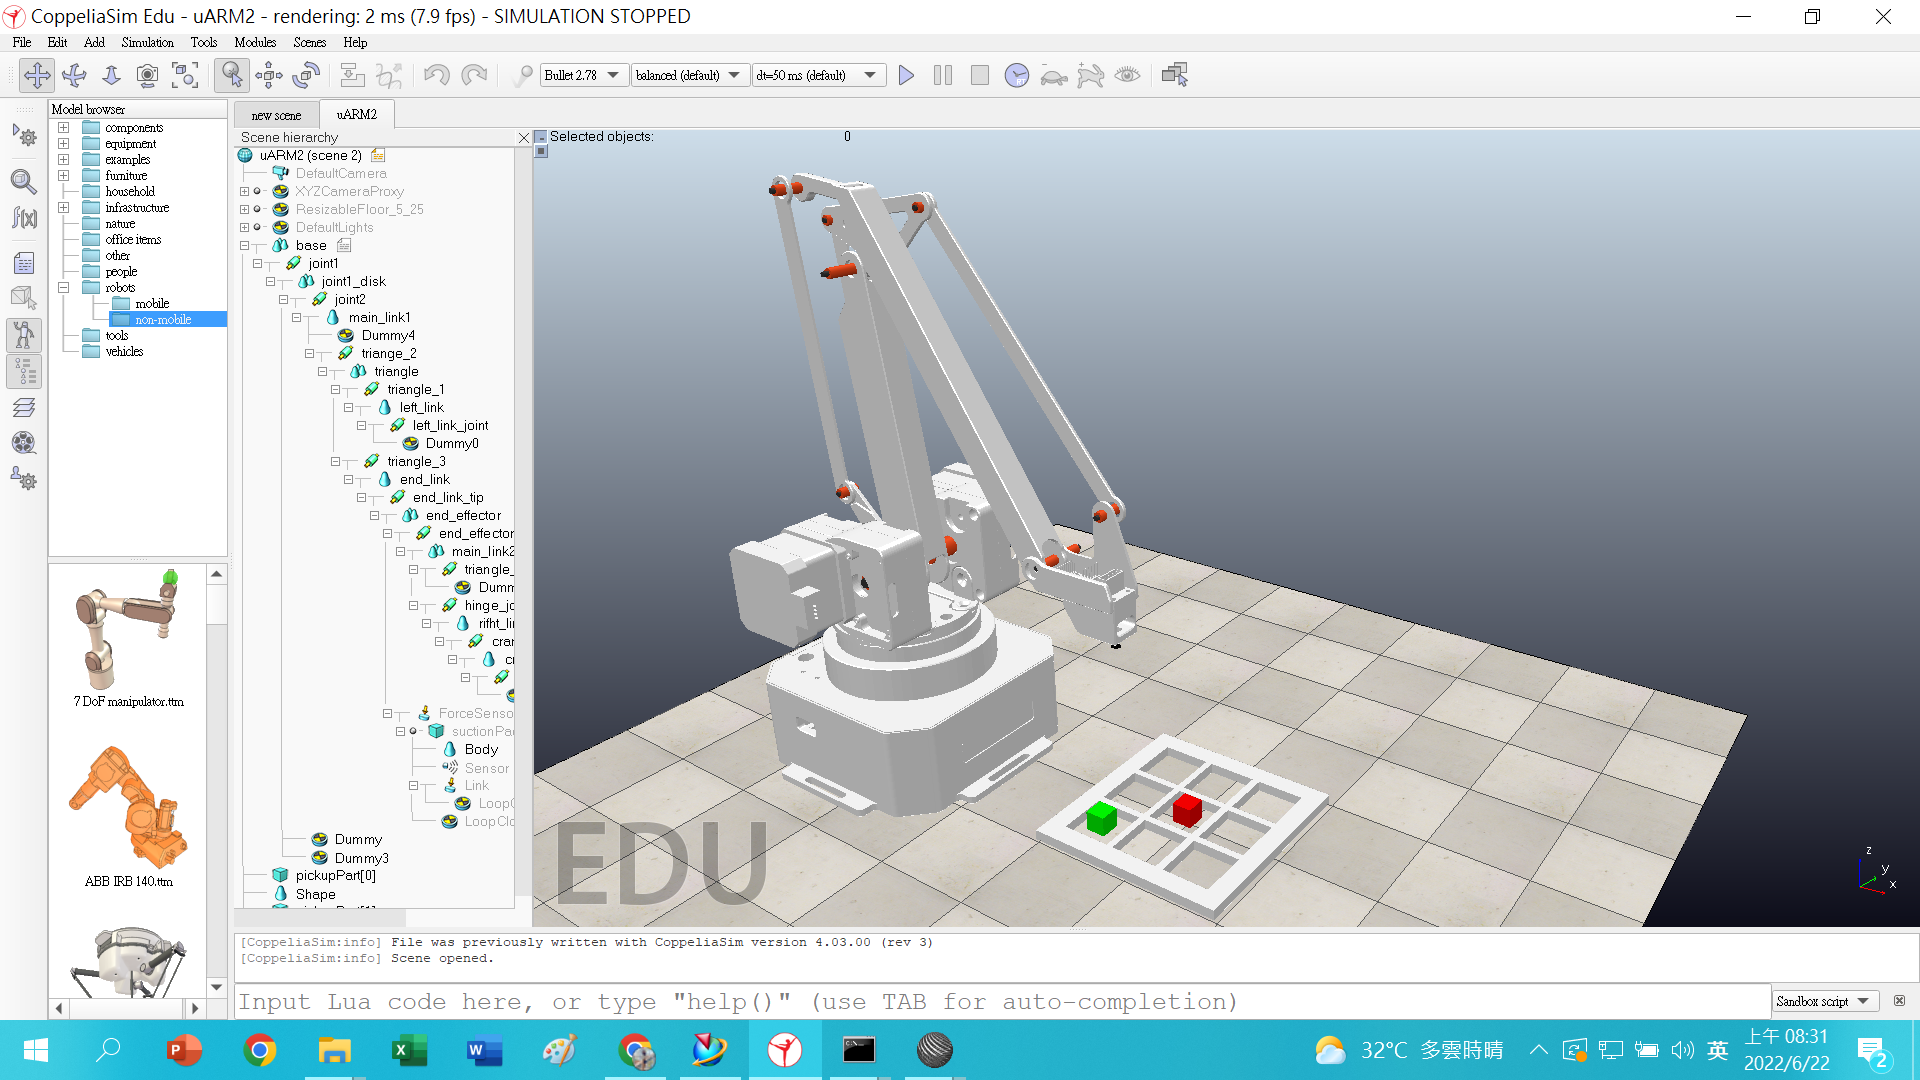 CoppeliaSim Edu - uARM2 - rendering: 2 ms (7.9 fps) - SIMULATION STOPPED
File Edit Add Simulation Tools Modules Scenes Help
Bullet 2.78 balanced (default) dt=50 ms (default)
Model browser
components
equipment
examples
furniture
household
infrastructure
nature
office items
other
people
robots
mobile
non-mobile
tools
vehicles
7 DoF manipulator.ttm
ABB IRB 140.ttm
new scene uARM2
Scene hierarchy
uARM2 (scene 2)
DefaultCamera
XYZCameraProxy
ResizableFloor_5_25
DefaultLights
base
joint1
joint1_disk
joint2
main_link1
Dummy4
triange_2
triangle
triangle_1
left_link
left_link_joint
Dummy0
triangle_3
end_link
end_link_tip
end_effector
end_effector
main_link2
triangle_
Dumm
hinge_jo
rifht_li
cran
c
ForceSenso
suctionPa
Body
Sensor
Link
LoopC
LoopClo
Dummy
Dummy3
pickupPart[0]
Shape
Selected objects: 0
EDU
z
y
x
[CoppeliaSim:info] File was previously written with CoppeliaSim version 4.03.00 (rev 3)
[CoppeliaSim:info] Scene opened.
Input Lua code here, or type "help()" (use TAB for auto-completion)
Sandbox script
32°C 多雲時晴
英
上午 08:31
2022/6/22
2